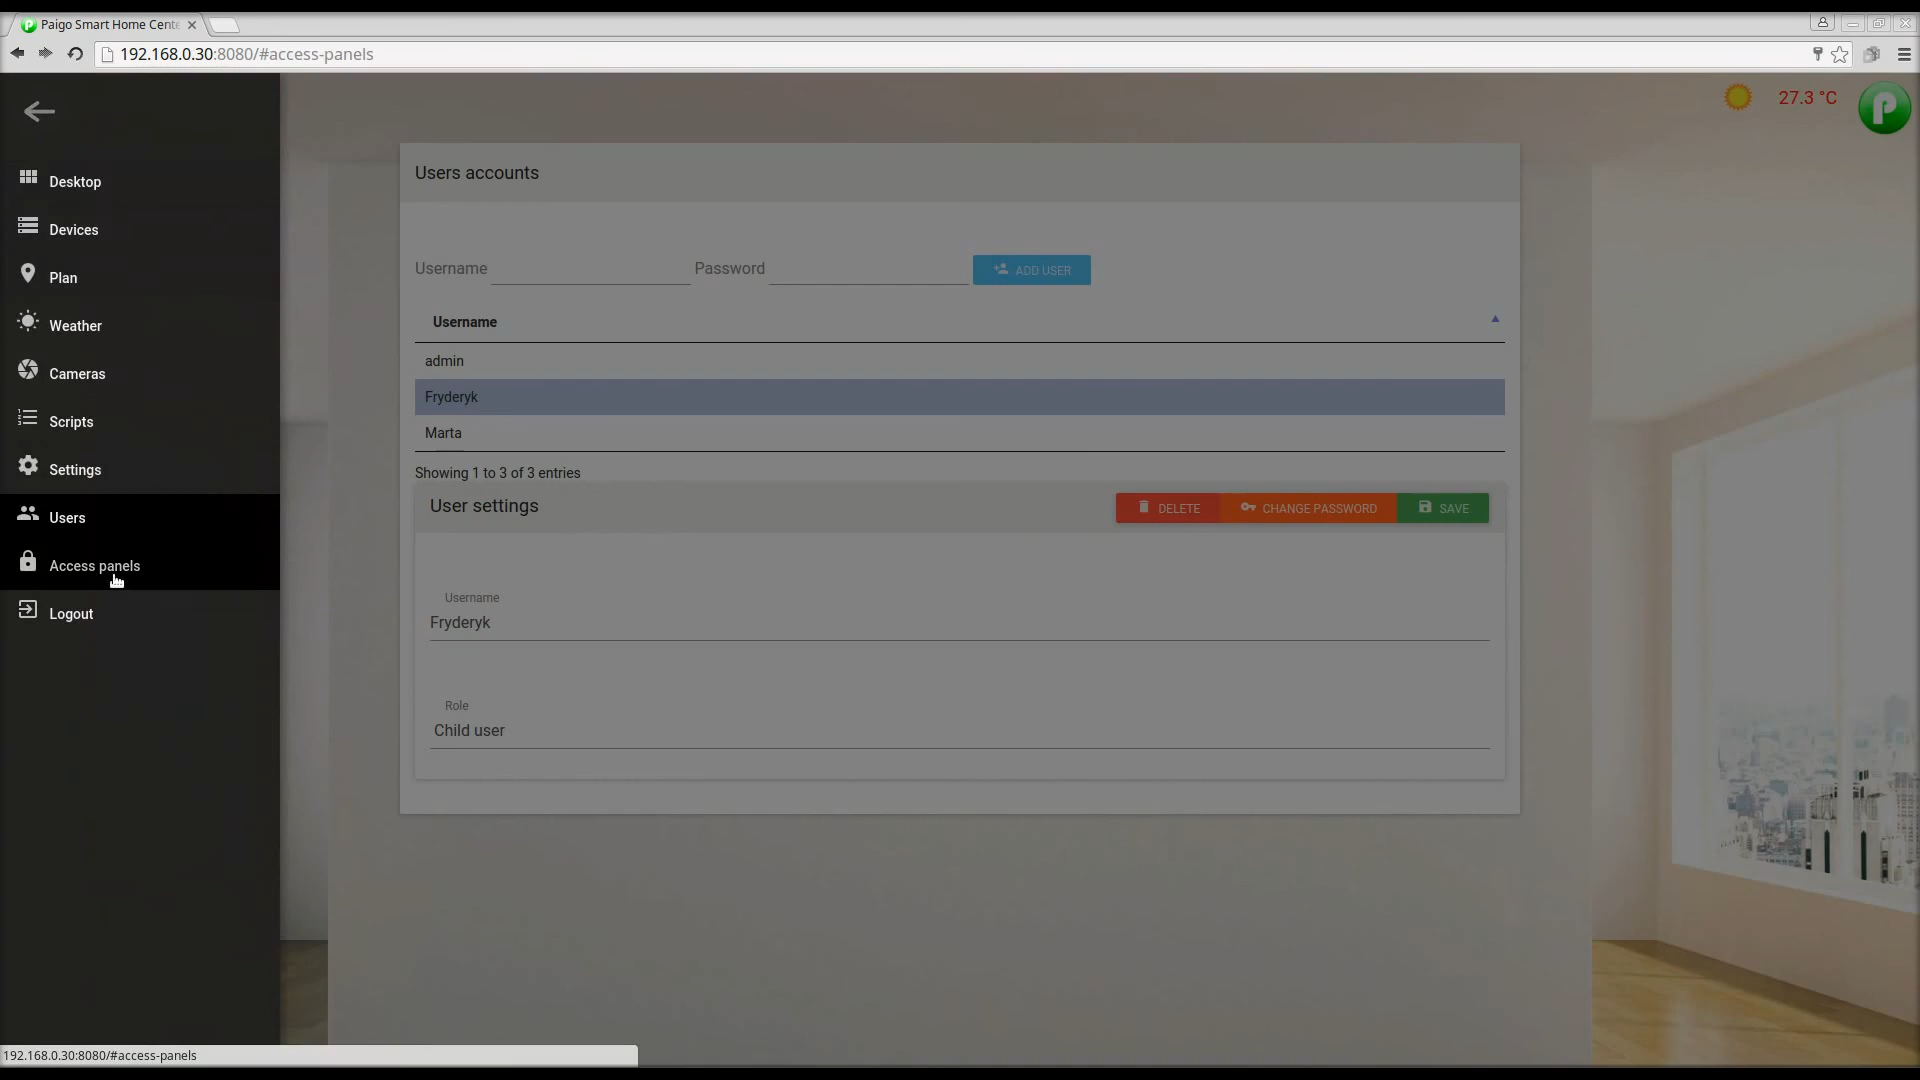 Paigo Smart Home Cente
192.168.0.30:8080/#access-panels
27.3 °C
Desktop
Devices
Plan
Weather
Cameras
Scripts
Settings
Users
Access panels
Logout
Users accounts
Username
Password
ADD USER
Username
admin
Fryderyk
Marta
Showing 1 to 3 of 3 entries
User settings
DELETE
CHANGE PASSWORD
SAVE
Username
Fryderyk
Role
Child user
192.168.0.30:8080/#access-panels